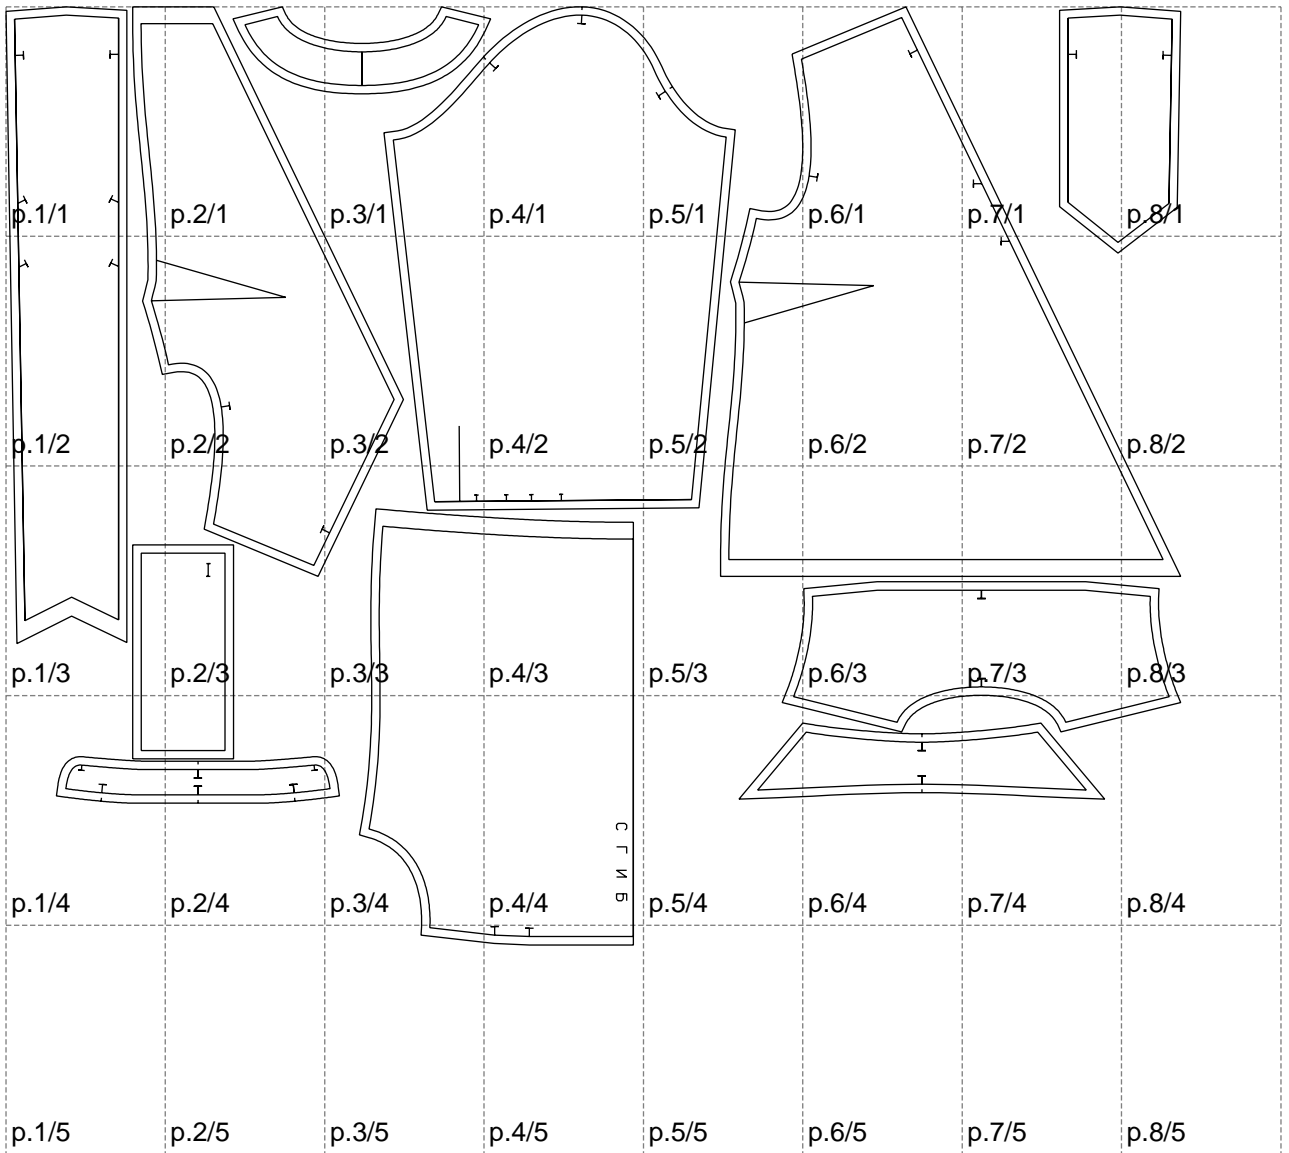 p.1/1 p.2/1 p.3/1 p.4/1 p.5/1 p.6/1 p.7/1 p.8/1
p.1/2 p.2/2 p.3/2 p.4/2 p.5/2 p.6/2 p.7/2 p.8/2
p.1/3 p.2/3 p.3/3 p.4/3 p.5/3 p.6/3 p.7/3 p.8/3
СГИБ
p.1/4 p.2/4 p.3/4 p.4/4 p.5/4 p.6/4 p.7/4 p.8/4
p.1/5 p.2/5 p.3/5 p.4/5 p.5/5 p.6/5 p.7/5 p.8/5